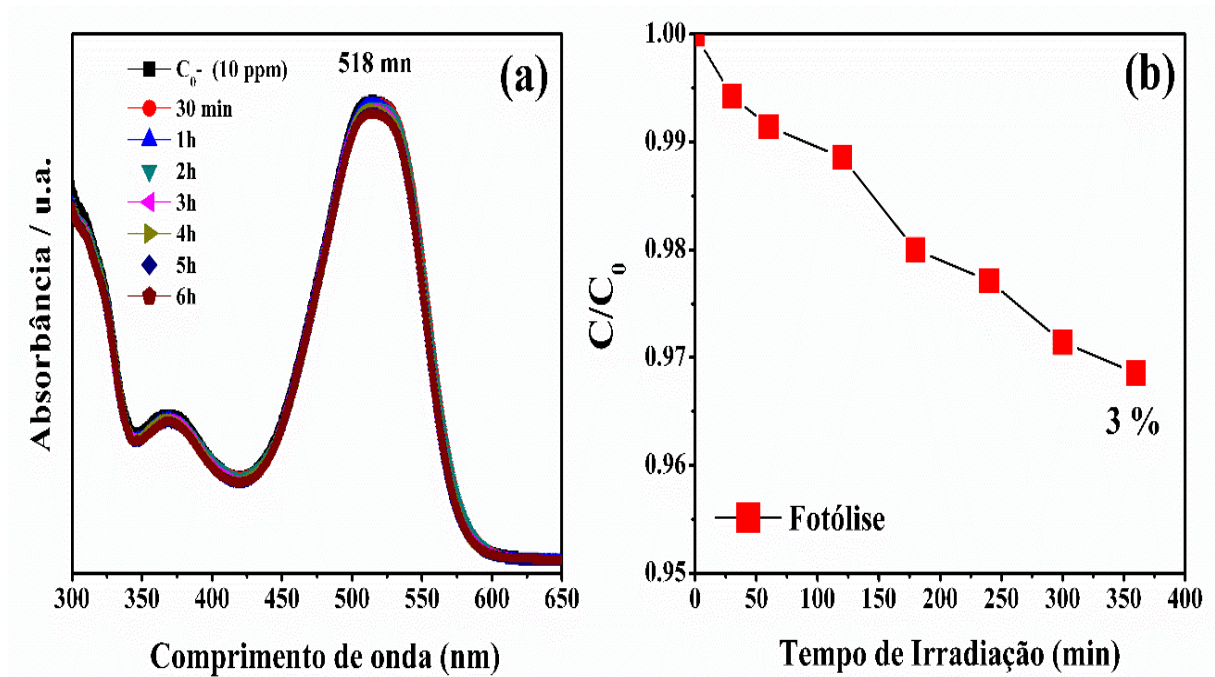 C₀- (10 ppm)
30 min
1h
2h
3h
4h
5h
6h
518 mn
(a)
Absorbância / u.a.
300
350
400
450
500
550
600
650
Comprimento de onda (nm)
(b)
1.00
0.99
0.98
0.97
0.96
0.95
C/C₀
3 %
Fotólise
0
50
100
150
200
250
300
350
400
Tempo de Irradiação (min)